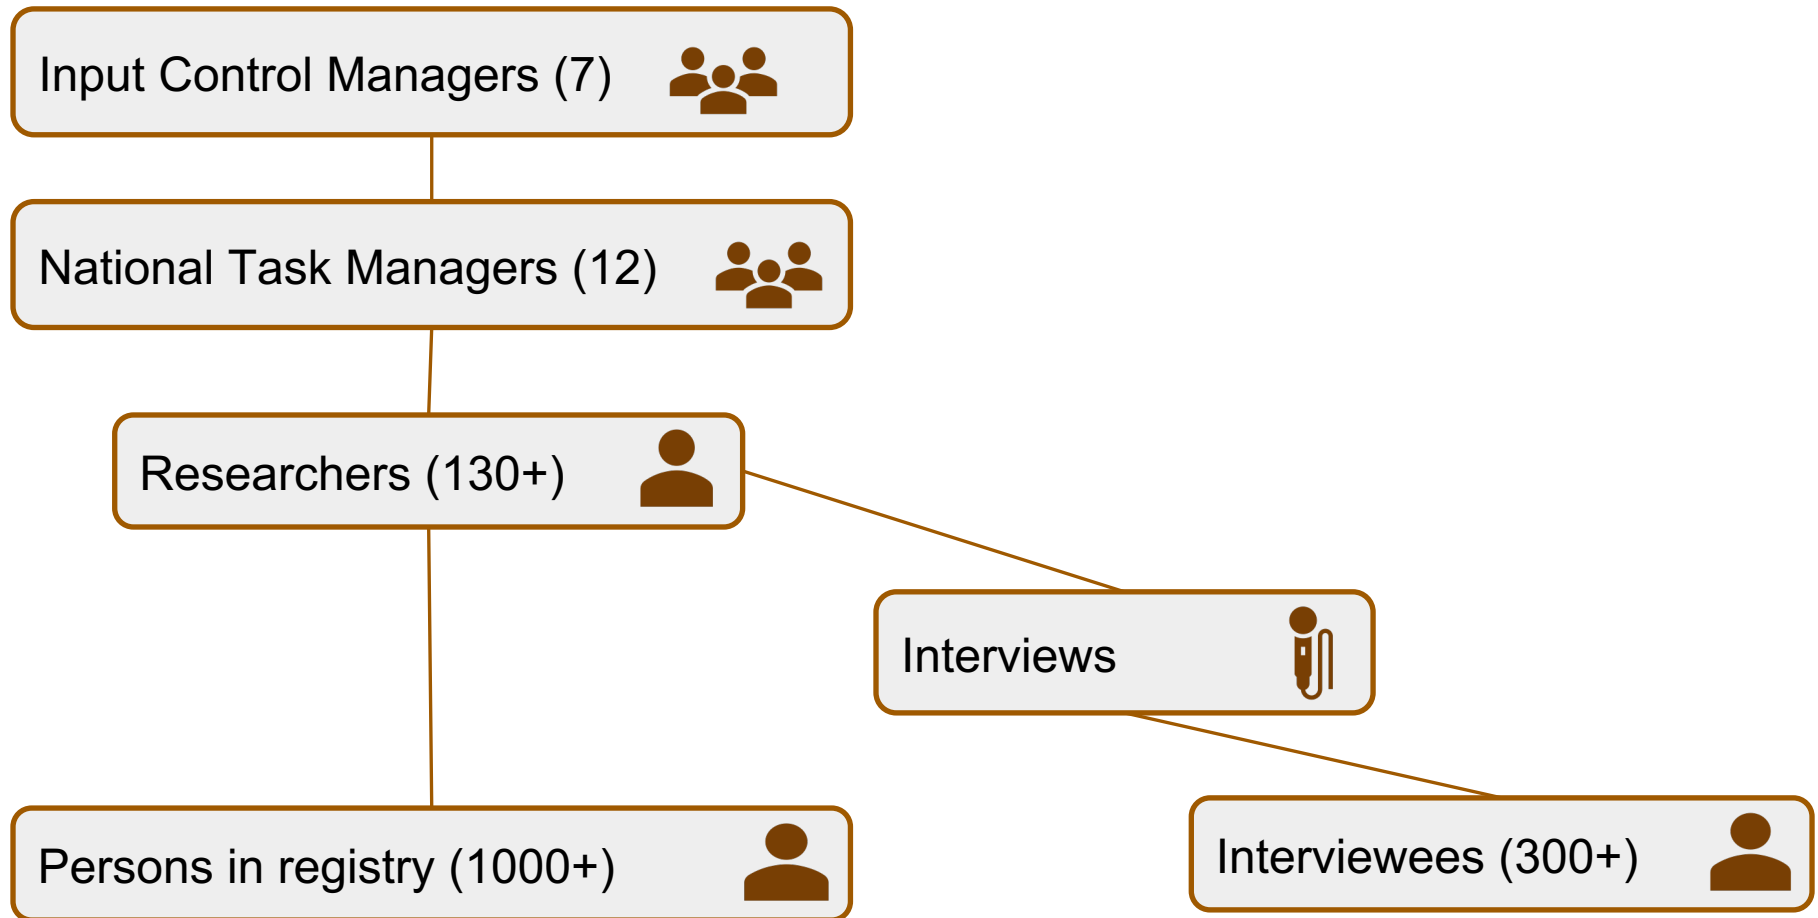 Input Control Managers (7)
National Task Managers (12)
Researchers (130+)
Interviews
Persons in registry (1000+)
Interviewees (300+)